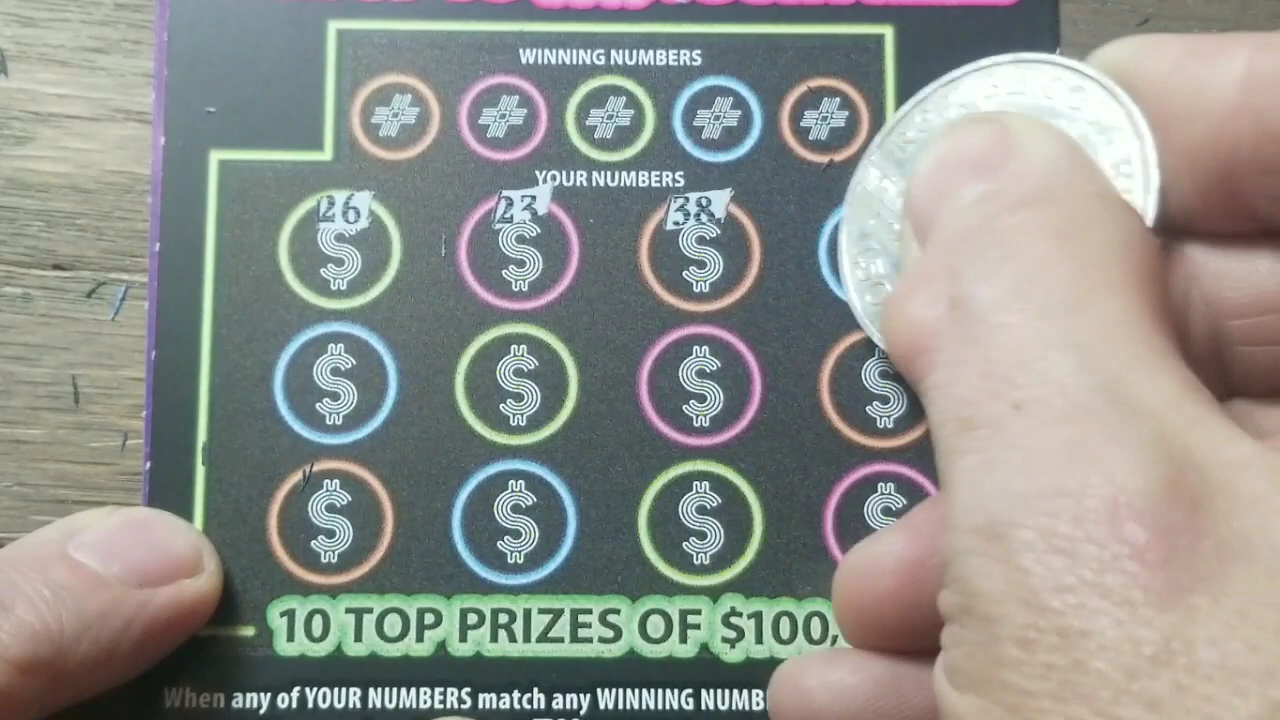 WINNING NUMBERS
YOUR NUMBERS
26 23 38
$ $ $
$ $ $ $
$ $ $ $
10 TOP PRIZES OF $100,
When any of YOUR NUMBERS match any WINNING NUMB